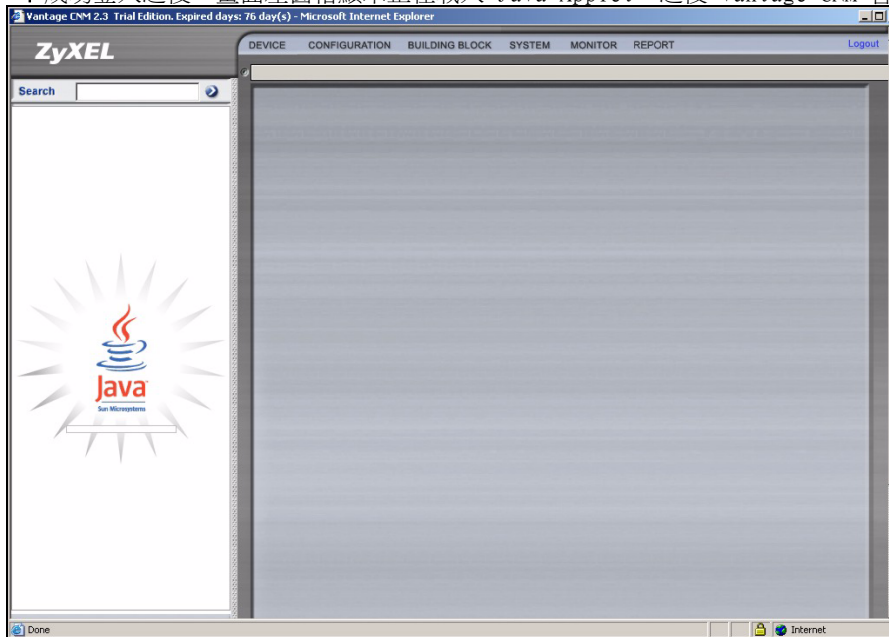 Vantage CNM 2.3 Trial Edition. Expired days: 76 day(s) - Microsoft Internet Explorer
ZyXEL
DEVICE CONFIGURATION BUILDING BLOCK SYSTEM MONITOR REPORT Logout
Search
Java
Sun Microsystems
Done
Internet